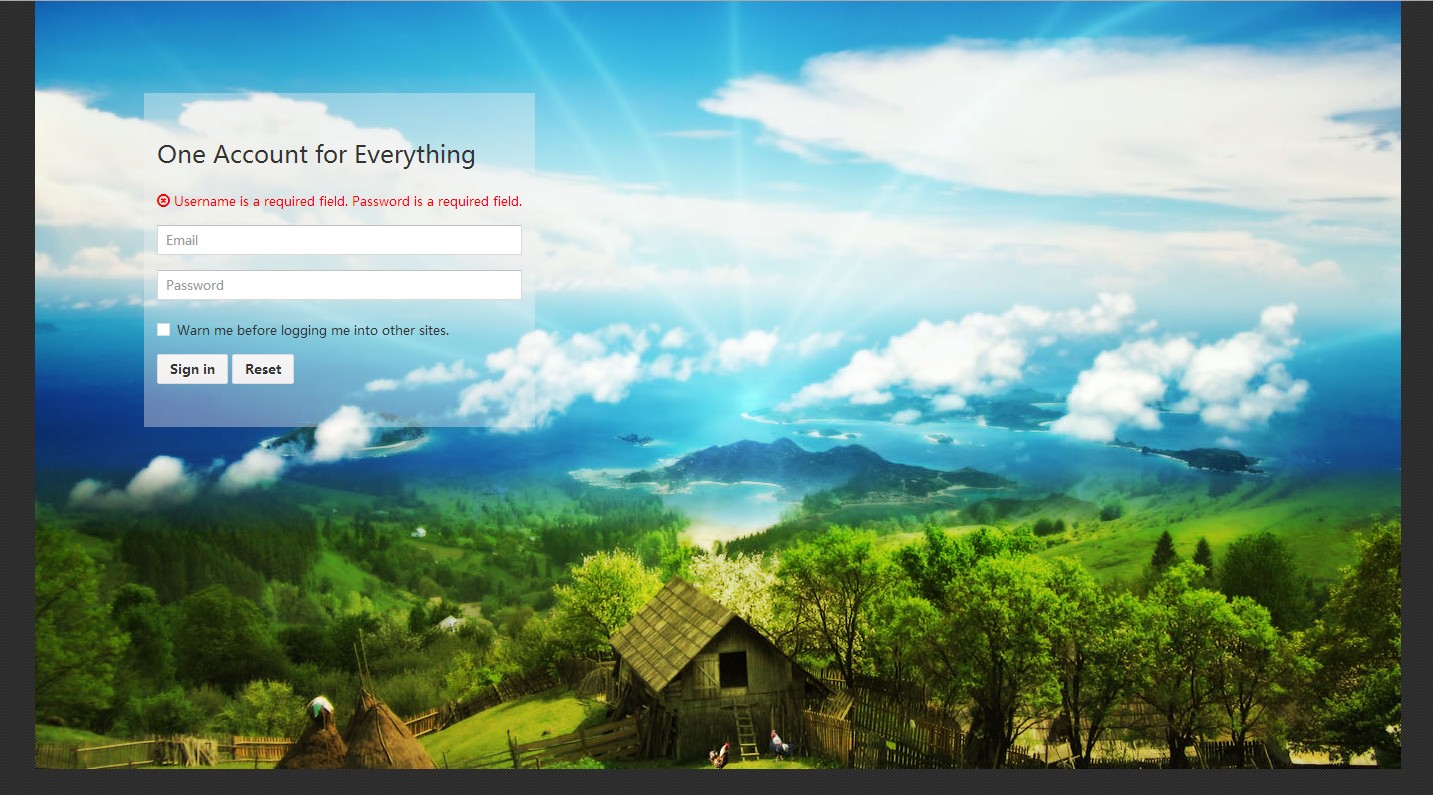 One Account for Everything
Username is a required field. Password is a required field.
Email
Password
Warn me before logging me into other sites.
Sign in Reset